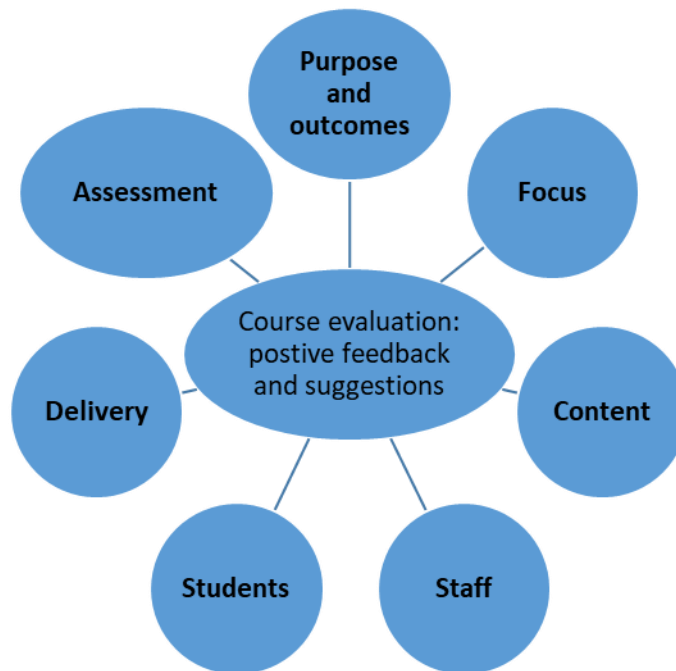 Purpose
and
outcomes
Assessment
Focus
Course evaluation:
postive feedback
and suggestions
Delivery
Content
Students
Staff